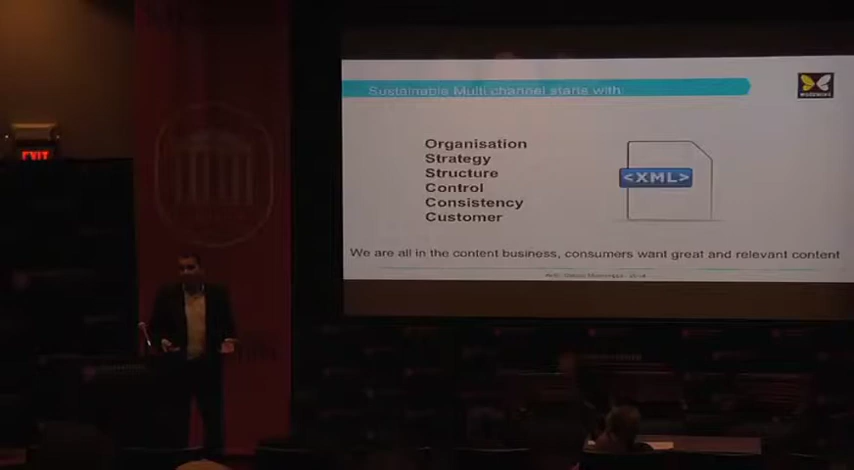 Sustainable Multi channel starts with:
Organisation
Strategy
Structure
Control
Consistency
Customer
<XML>
We are all in the content business, consumers want great and relevant content
EXIT